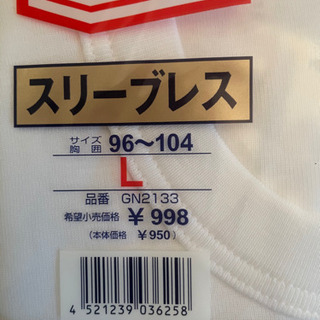 スリーブレス
サイズ
胸囲 96～104
L
品番 GN2133
希望小売価格 ¥998
(本体価格 ¥950)
4 521239 036258